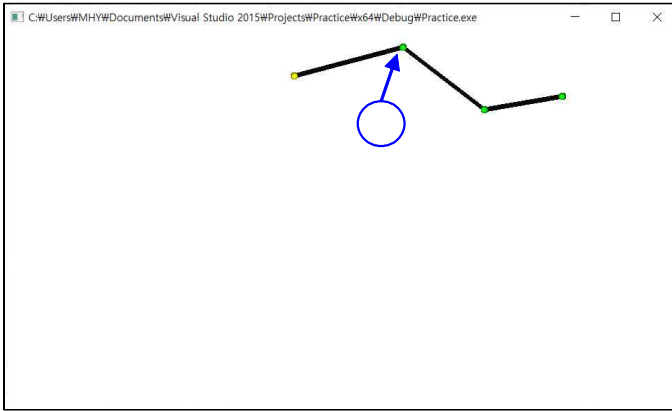 C:₩Users₩MHY₩Documents₩Visual Studio 2015₩Projects₩Practice₩x64₩Debug₩Practice.exe